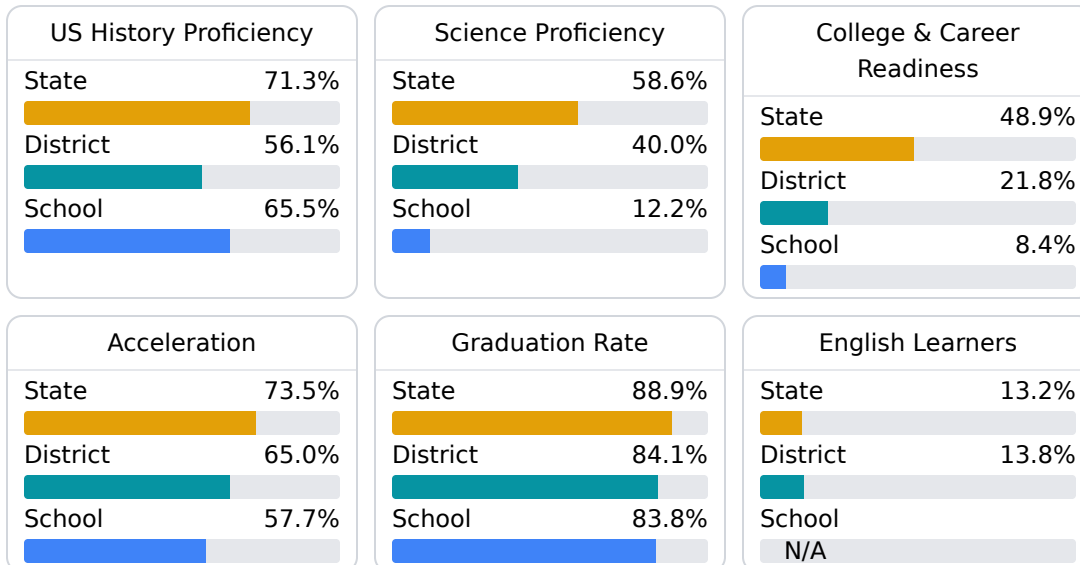 US History Proficiency
State 71.3%
District 56.1%
School 65.5%
Science Proficiency
State 58.6%
District 40.0%
School 12.2%
College & Career
Readiness
State 48.9%
District 21.8%
School 8.4%
Acceleration
State 73.5%
District 65.0%
School 57.7%
Graduation Rate
State 88.9%
District 84.1%
School 83.8%
English Learners
State 13.2%
District 13.8%
School
N/A